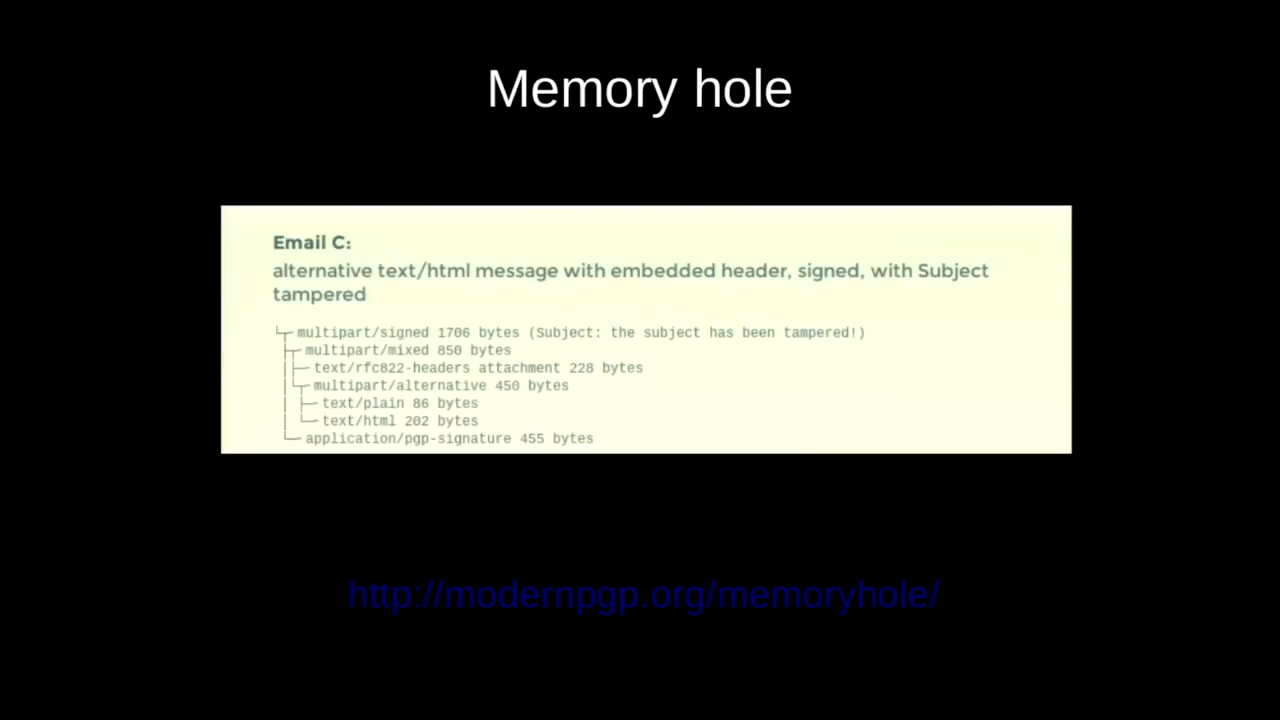 Memory hole
Email C:
alternative text/html message with embedded header, signed, with Subject
tampered
└┬╴multipart/signed 1706 bytes (Subject: the subject has been tampered!)
 ├┬╴multipart/mixed 850 bytes
 │├─╴text/rfc822-headers attachment 228 bytes
 │└┬╴multipart/alternative 450 bytes
 │ ├─╴text/plain 86 bytes
 │ └─╴text/html 202 bytes
 └─╴application/pgp-signature 455 bytes
http://modernpgp.org/memoryhole/